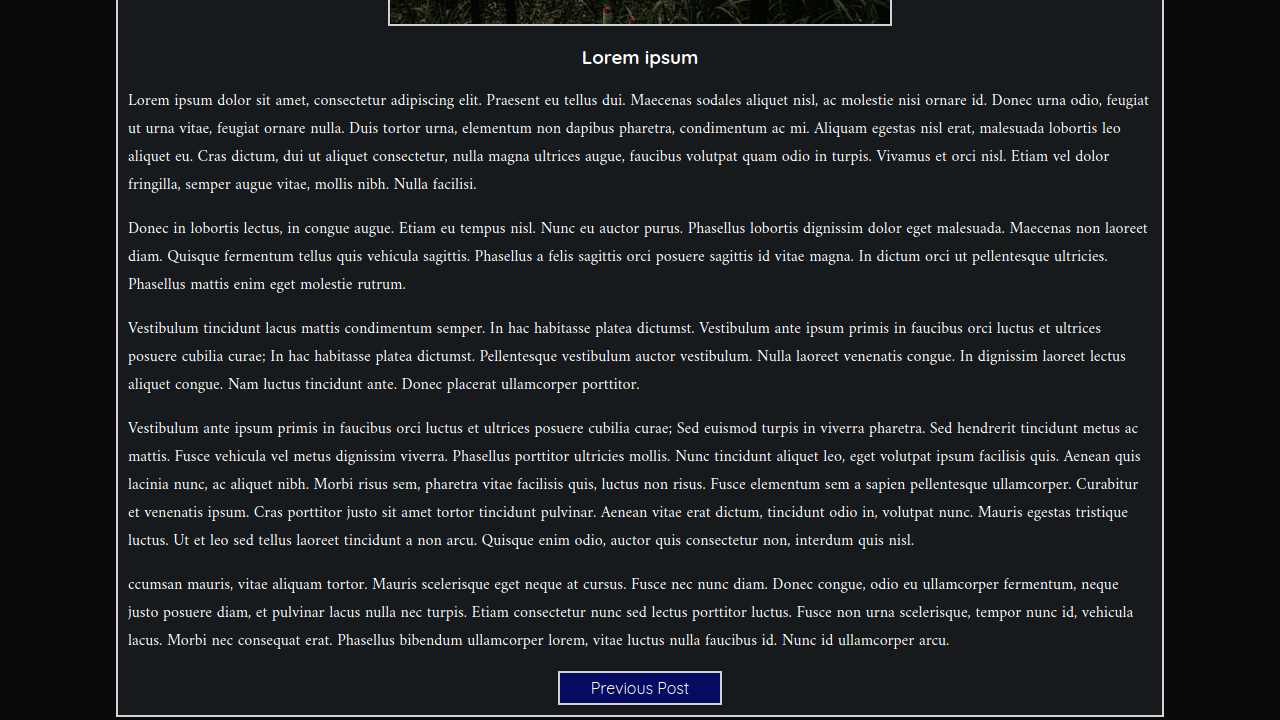 Lorem ipsum
Lorem ipsum dolor sit amet, consectetur adipiscing elit. Praesent eu tellus dui. Maecenas sodales aliquet nisl, ac molestie nisi ornare id. Donec urna odio, feugiat
ut urna vitae, feugiat ornare nulla. Duis tortor urna, elementum non dapibus pharetra, condimentum ac mi. Aliquam egestas nisl erat, malesuada lobortis leo
aliquet eu. Cras dictum, dui ut aliquet consectetur, nulla magna ultrices augue, faucibus volutpat quam odio in turpis. Vivamus et orci nisl. Etiam vel dolor
fringilla, semper augue vitae, mollis nibh. Nulla facilisi.
Donec in lobortis lectus, in congue augue. Etiam eu tempus nisl. Nunc eu auctor purus. Phasellus lobortis dignissim dolor eget malesuada. Maecenas non laoreet
diam. Quisque fermentum tellus quis vehicula sagittis. Phasellus a felis sagittis orci posuere sagittis id vitae magna. In dictum orci ut pellentesque ultricies.
Phasellus mattis enim eget molestie rutrum.
Vestibulum tincidunt lacus mattis condimentum semper. In hac habitasse platea dictumst. Vestibulum ante ipsum primis in faucibus orci luctus et ultrices
posuere cubilia curae; In hac habitasse platea dictumst. Pellentesque vestibulum auctor vestibulum. Nulla laoreet venenatis congue. In dignissim laoreet lectus
aliquet congue. Nam luctus tincidunt ante. Donec placerat ullamcorper porttitor.
Vestibulum ante ipsum primis in faucibus orci luctus et ultrices posuere cubilia curae; Sed euismod turpis in viverra pharetra. Sed hendrerit tincidunt metus ac
mattis. Fusce vehicula vel metus dignissim viverra. Phasellus porttitor ultricies mollis. Nunc tincidunt aliquet leo, eget volutpat ipsum facilisis quis. Aenean quis
lacinia nunc, ac aliquet nibh. Morbi risus sem, pharetra vitae facilisis quis, luctus non risus. Fusce elementum sem a sapien pellentesque ullamcorper. Curabitur
et venenatis ipsum. Cras porttitor justo sit amet tortor tincidunt pulvinar. Aenean vitae erat dictum, tincidunt odio in, volutpat nunc. Mauris egestas tristique
luctus. Ut et leo sed tellus laoreet tincidunt a non arcu. Quisque enim odio, auctor quis consectetur non, interdum quis nisl.
ccumsan mauris, vitae aliquam tortor. Mauris scelerisque eget neque at cursus. Fusce nec nunc diam. Donec congue, odio eu ullamcorper fermentum, neque
justo posuere diam, et pulvinar lacus nulla nec turpis. Etiam consectetur nunc sed lectus porttitor luctus. Fusce non urna scelerisque, tempor nunc id, vehicula
lacus. Morbi nec consequat erat. Phasellus bibendum ullamcorper lorem, vitae luctus nulla faucibus id. Nunc id ullamcorper arcu.
Previous Post